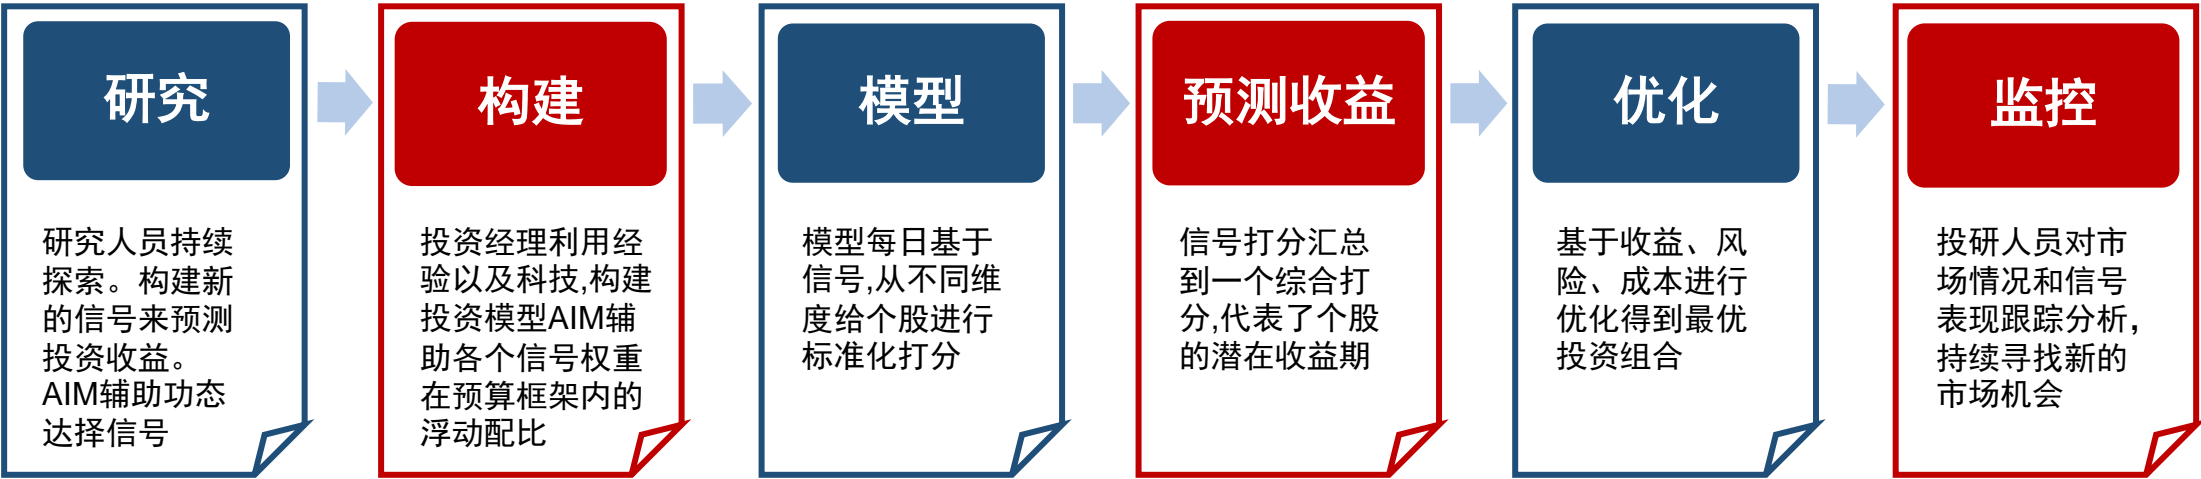 研究
研究人员持续
探索。构建新
的信号来预测
投资收益。
AIM辅助功态
达择信号
构建
投资经理利用经
验以及科技,构建
投资模型AIM辅
助各个信号权重
在预算框架内的
浮动配比
模型
模型每日基于
信号,从不同维
度给个股进行
标准化打分
预测收益
信号打分汇总
到一个综合打
分,代表了个股
的潜在收益期
优化
基于收益、风
险、成本进行
优化得到最优
投资组合
监控
投研人员对市
场情况和信号
表现跟踪分析，
持续寻找新的
市场机会